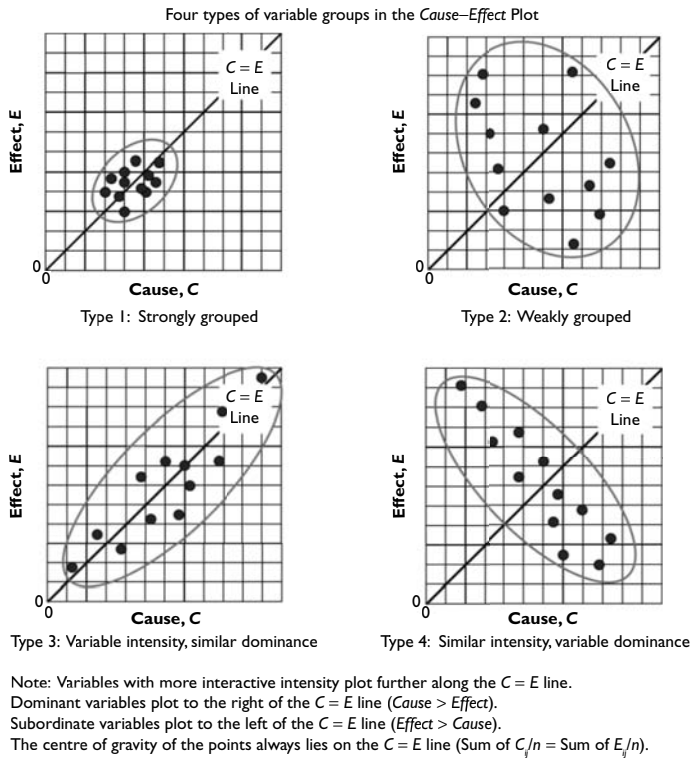 Four types of variable groups in the Cause–Effect Plot
C = E
Line
Effect, E
0
0
Cause, C
Type 1: Strongly grouped
C = E
Line
Effect, E
0
0
Cause, C
Type 2: Weakly grouped
C = E
Line
Effect, E
0
0
Cause, C
Type 3: Variable intensity, similar dominance
C = E
Line
Effect, E
0
0
Cause, C
Type 4: Similar intensity, variable dominance
Note: Variables with more interactive intensity plot further along the C = E line.
Dominant variables plot to the right of the C = E line (Cause > Effect).
Subordinate variables plot to the left of the C = E line (Effect > Cause).
The centre of gravity of the points always lies on the C = E line (Sum of Cij/n = Sum of Eij/n).